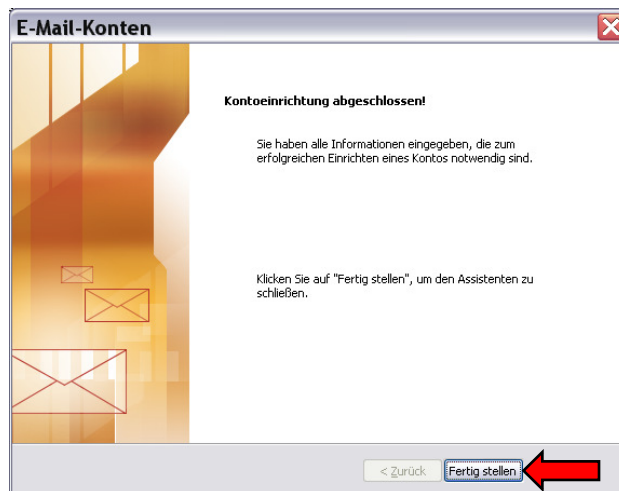 E-Mail-Konten
Kontoeinrichtung abgeschlossen!
Sie haben alle Informationen eingegeben, die zum
erfolgreichen Einrichten eines Kontos notwendig sind.
Klicken Sie auf "Fertig stellen", um den Assistenten zu
schließen.
< Zurück
Fertig stellen